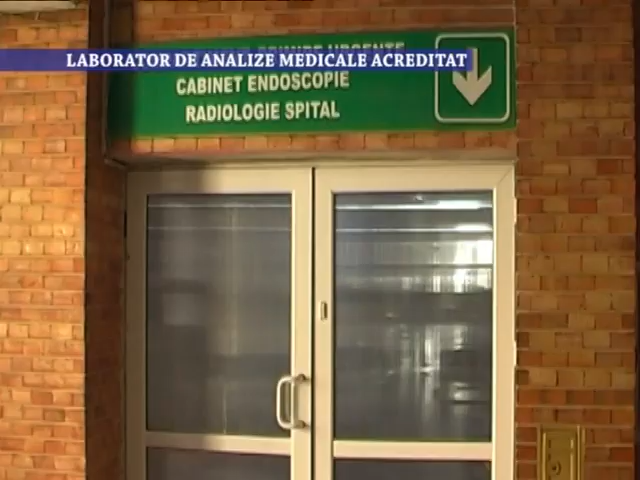 LABORATOR DE ANALIZE MEDICALE ACREDITAT
CABINET ENDOSCOPIE
RADIOLOGIE SPITAL